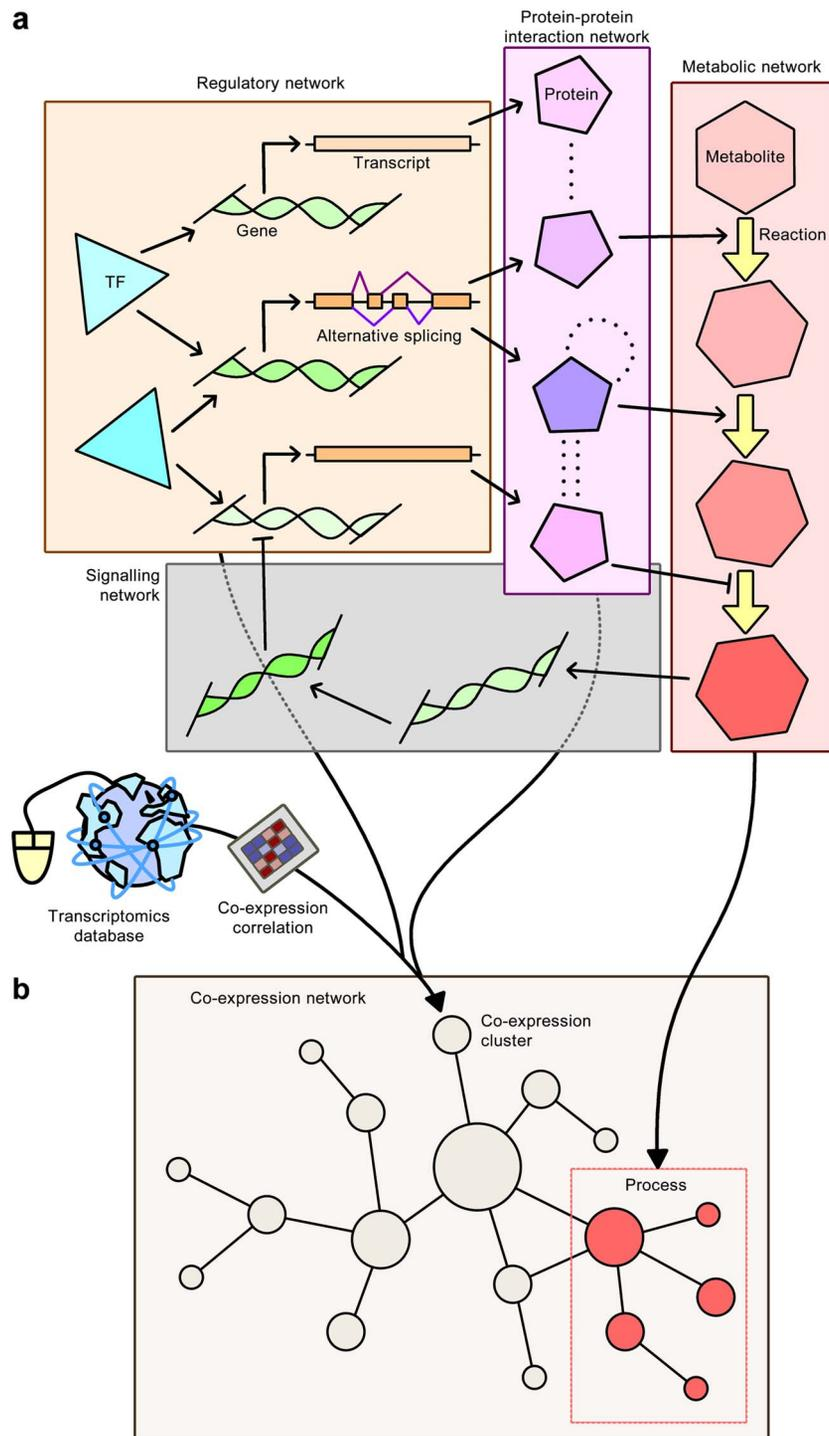 a
Protein-protein
interaction network
Regulatory network
Metabolic network
Protein
Transcript
Metabolite
Gene
Reaction
TF
Alternative splicing
Signalling
network
Transcriptomics
database
Co-expression
correlation
b
Co-expression network
Co-expression
cluster
Process